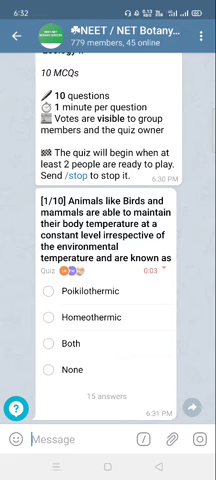 6:32
☘NEET / NET Botany...
779 members, 45 online
10 MCQs
🖊 10 questions
⏱ 1 minute per question
📰 Votes are visible to group
members and the quiz owner
🏁 The quiz will begin when at
least 2 people are ready to play.
Send /stop to stop it.
6:30 PM
[1/10] Animals like Birds and
mammals are able to maintain
their body temperature at a
constant level irrespective of
the environmental
temperature and are known as
Quiz
0:03
Poikilothermic
Homeothermic
Both
None
15 answers
6:31 PM
Message